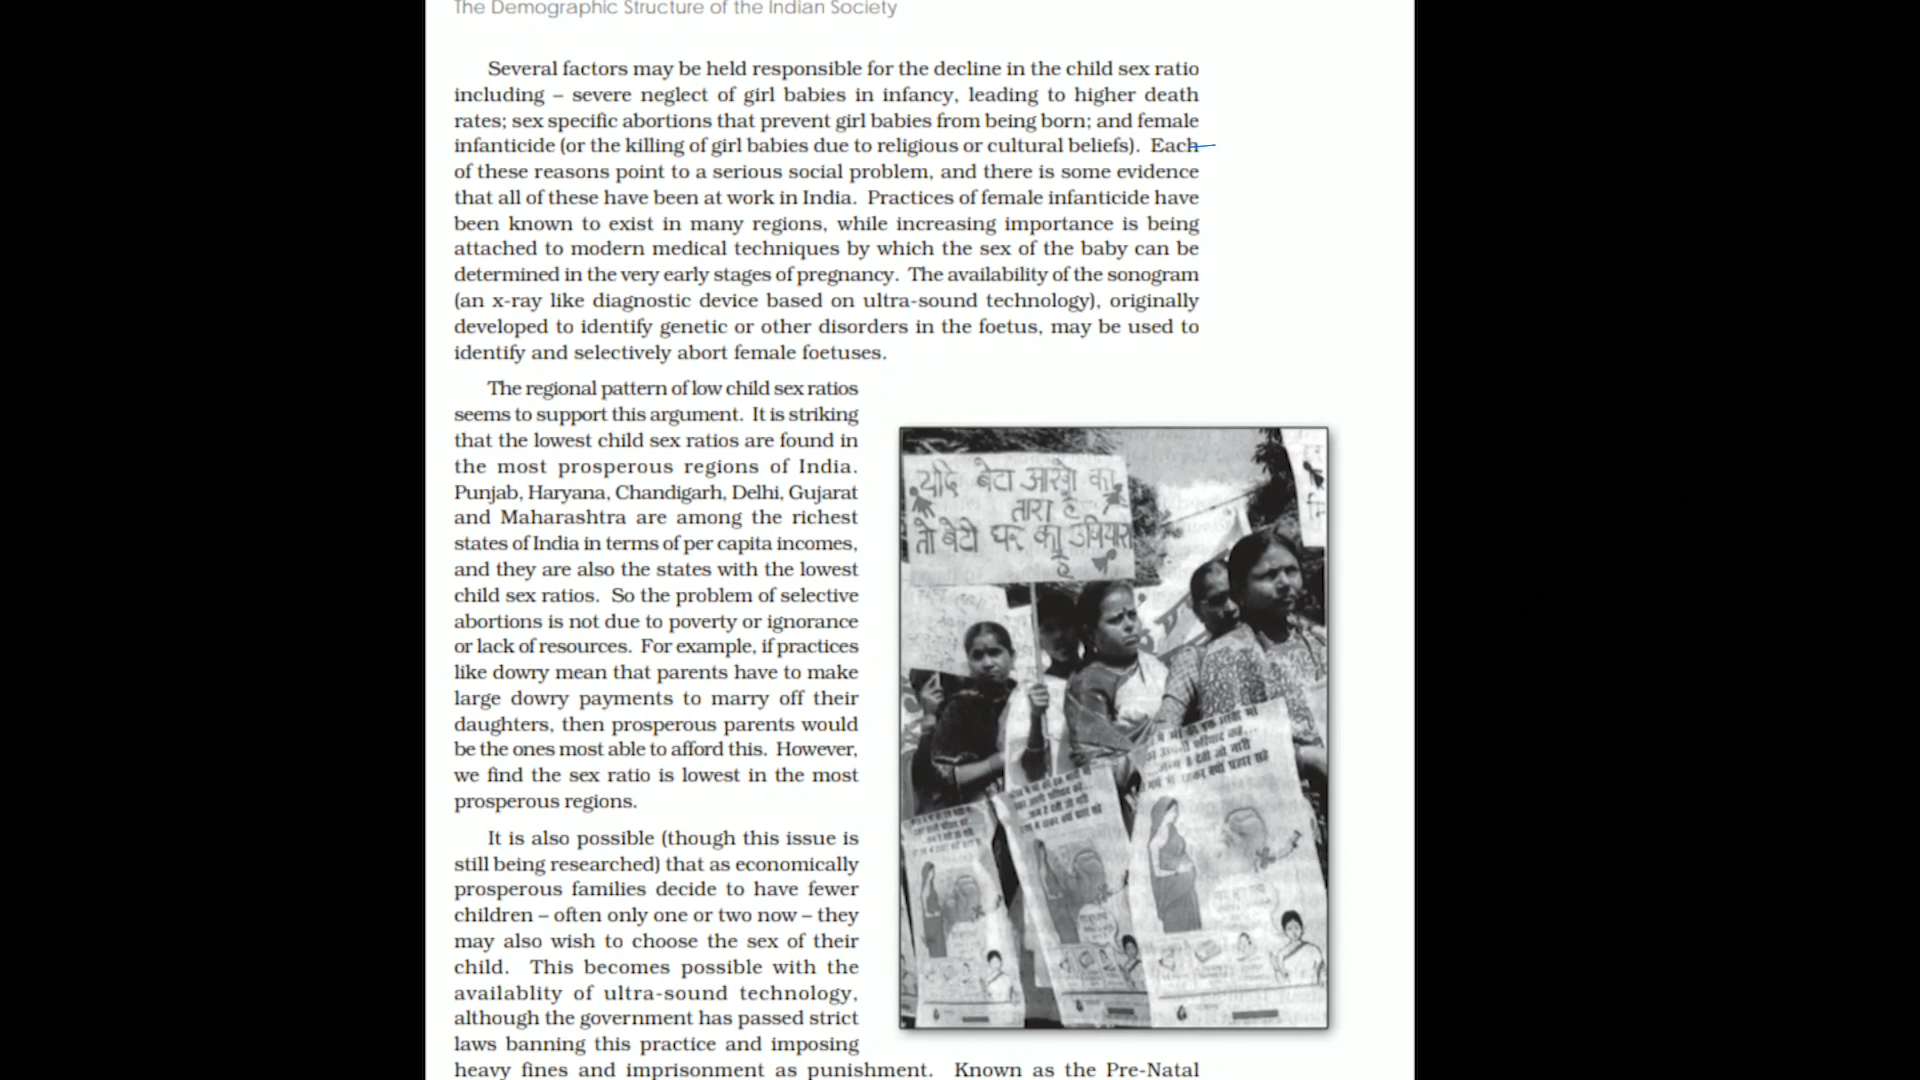 The Demographic Structure of the Indian Society
Several factors may be held responsible for the decline in the child sex ratio
including – severe neglect of girl babies in infancy, leading to higher death
rates; sex specific abortions that prevent girl babies from being born; and female
infanticide (or the killing of girl babies due to religious or cultural beliefs). Each
of these reasons point to a serious social problem, and there is some evidence
that all of these have been at work in India. Practices of female infanticide have
been known to exist in many regions, while increasing importance is being
attached to modern medical techniques by which the sex of the baby can be
determined in the very early stages of pregnancy. The availability of the sonogram
(an x-ray like diagnostic device based on ultra-sound technology), originally
developed to identify genetic or other disorders in the foetus, may be used to
identify and selectively abort female foetuses.
The regional pattern of low child sex ratios
seems to support this argument. It is striking
that the lowest child sex ratios are found in
the most prosperous regions of India.
Punjab, Haryana, Chandigarh, Delhi, Gujarat
and Maharashtra are among the richest
states of India in terms of per capita incomes,
and they are also the states with the lowest
child sex ratios. So the problem of selective
abortions is not due to poverty or ignorance
or lack of resources. For example, if practices
like dowry mean that parents have to make
large dowry payments to marry off their
daughters, then prosperous parents would
be the ones most able to afford this. However,
we find the sex ratio is lowest in the most
prosperous regions.
It is also possible (though this issue is
still being researched) that as economically
prosperous families decide to have fewer
children – often only one or two now – they
may also wish to choose the sex of their
child. This becomes possible with the
availablity of ultra-sound technology,
although the government has passed strict
laws banning this practice and imposing
heavy fines and imprisonment as punishment. Known as the Pre-Natal
यदि बेटा आखो का
तारा है
तो बेटी घर का
है